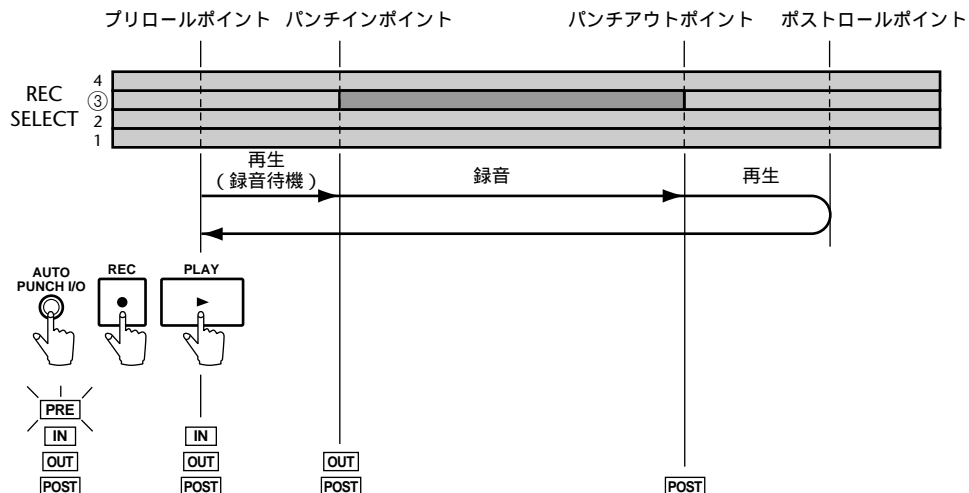 プリロールポイント パンチインポイント パンチアウトポイント ポストロールポイント
REC
SELECT
4
③
2
1
再生
(録音待機)
録音
再生
AUTO
PUNCH I/O
REC
PLAY
PRE
IN IN
OUT OUT OUT
POST POST POST POST